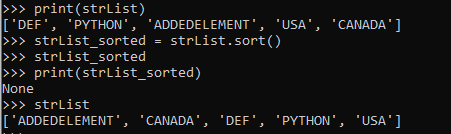 >>> print(strList)
['DEF', 'PYTHON', 'ADDEDELEMENT', 'USA', 'CANADA']
>>> strList_sorted = strList.sort()
>>> strList_sorted
>>> print(strList_sorted)
None
>>> strList
['ADDEDELEMENT', 'CANADA', 'DEF', 'PYTHON', 'USA']